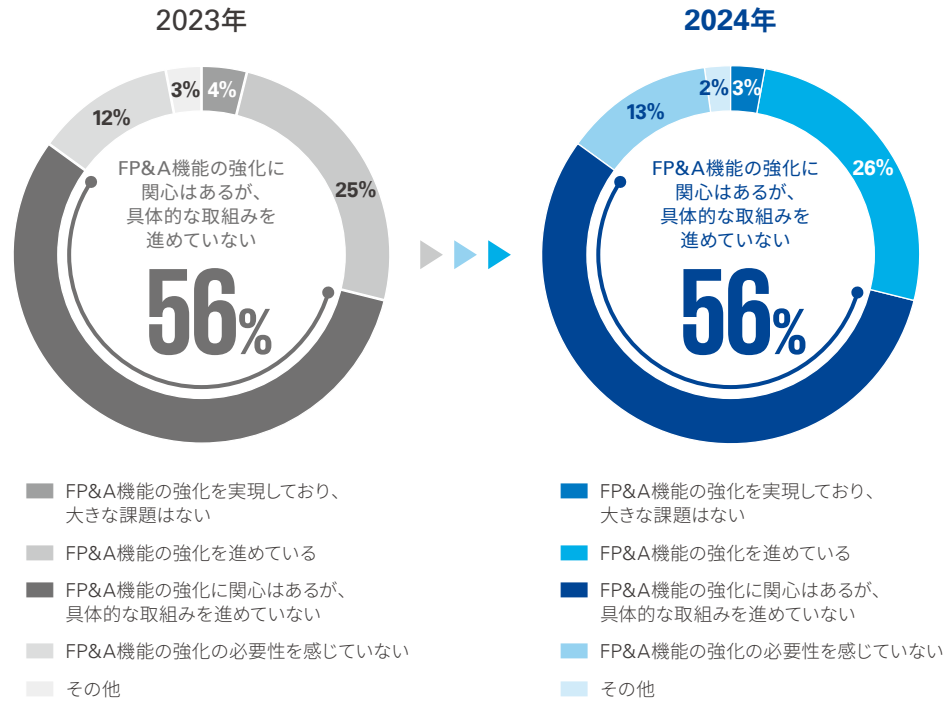 2023年
3%
4%
12%
25%
FP&A機能の強化に
関心はあるが、
具体的な取組みを
進めていない
56%
FP&A機能の強化を実現しており、
大きな課題はない
FP&A機能の強化を進めている
FP&A機能の強化に関心はあるが、
具体的な取組みを進めていない
FP&A機能の強化の必要性を感じていない
その他
2024年
2%
3%
13%
26%
FP&A機能の強化に
関心はあるが、
具体的な取組みを
進めていない
56%
FP&A機能の強化を実現しており、
大きな課題はない
FP&A機能の強化を進めている
FP&A機能の強化に関心はあるが、
具体的な取組みを進めていない
FP&A機能の強化の必要性を感じていない
その他